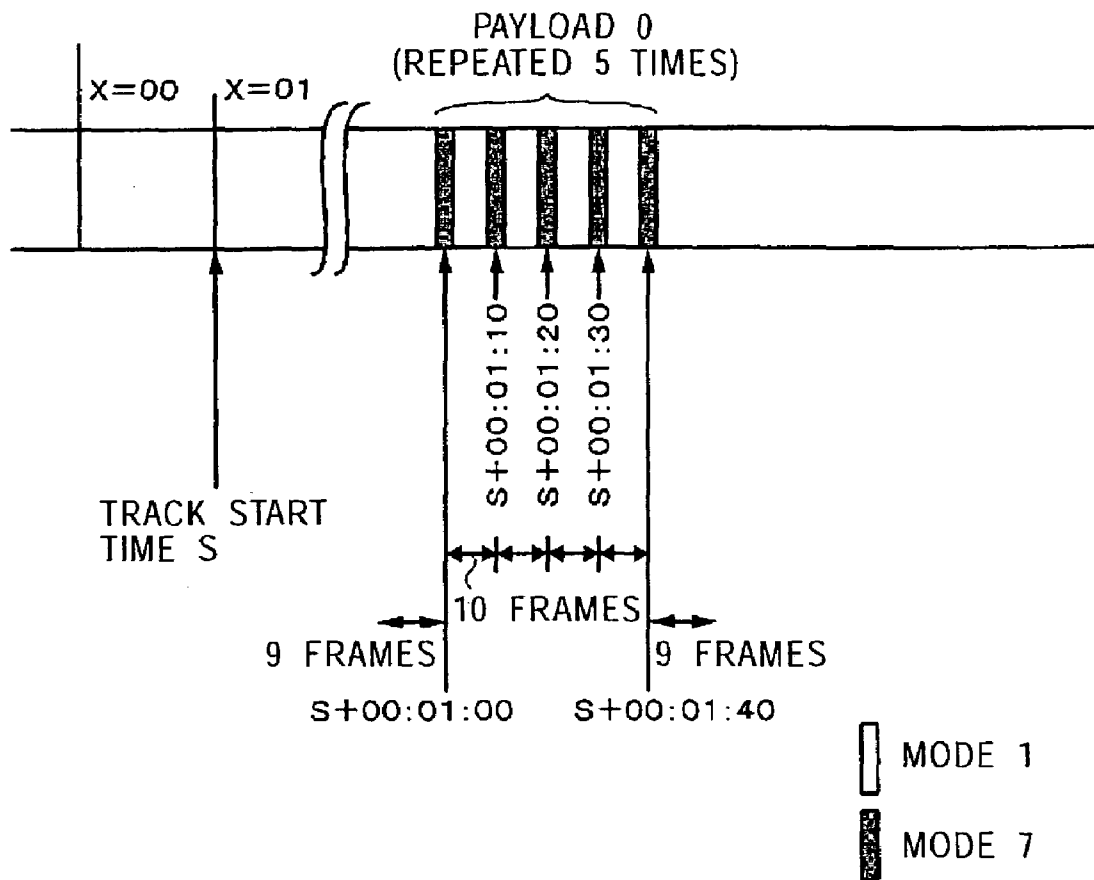 PAYLOAD 0
(REPEATED 5 TIMES)
X=00
X=01
S+00:01:10
S+00:01:20
S+00:01:30
TRACK START
TIME S
10 FRAMES
9 FRAMES
9 FRAMES
S+00:01:00
S+00:01:40
MODE 1
MODE 7